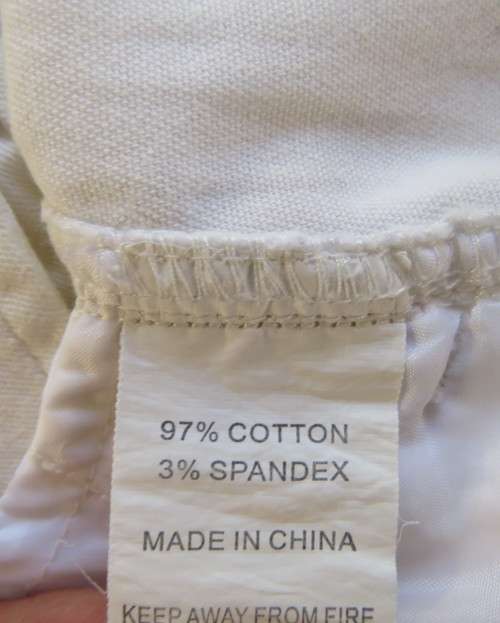 97% COTTON
3% SPANDEX
MADE IN CHINA
KEEP AWAY FROM FIRE